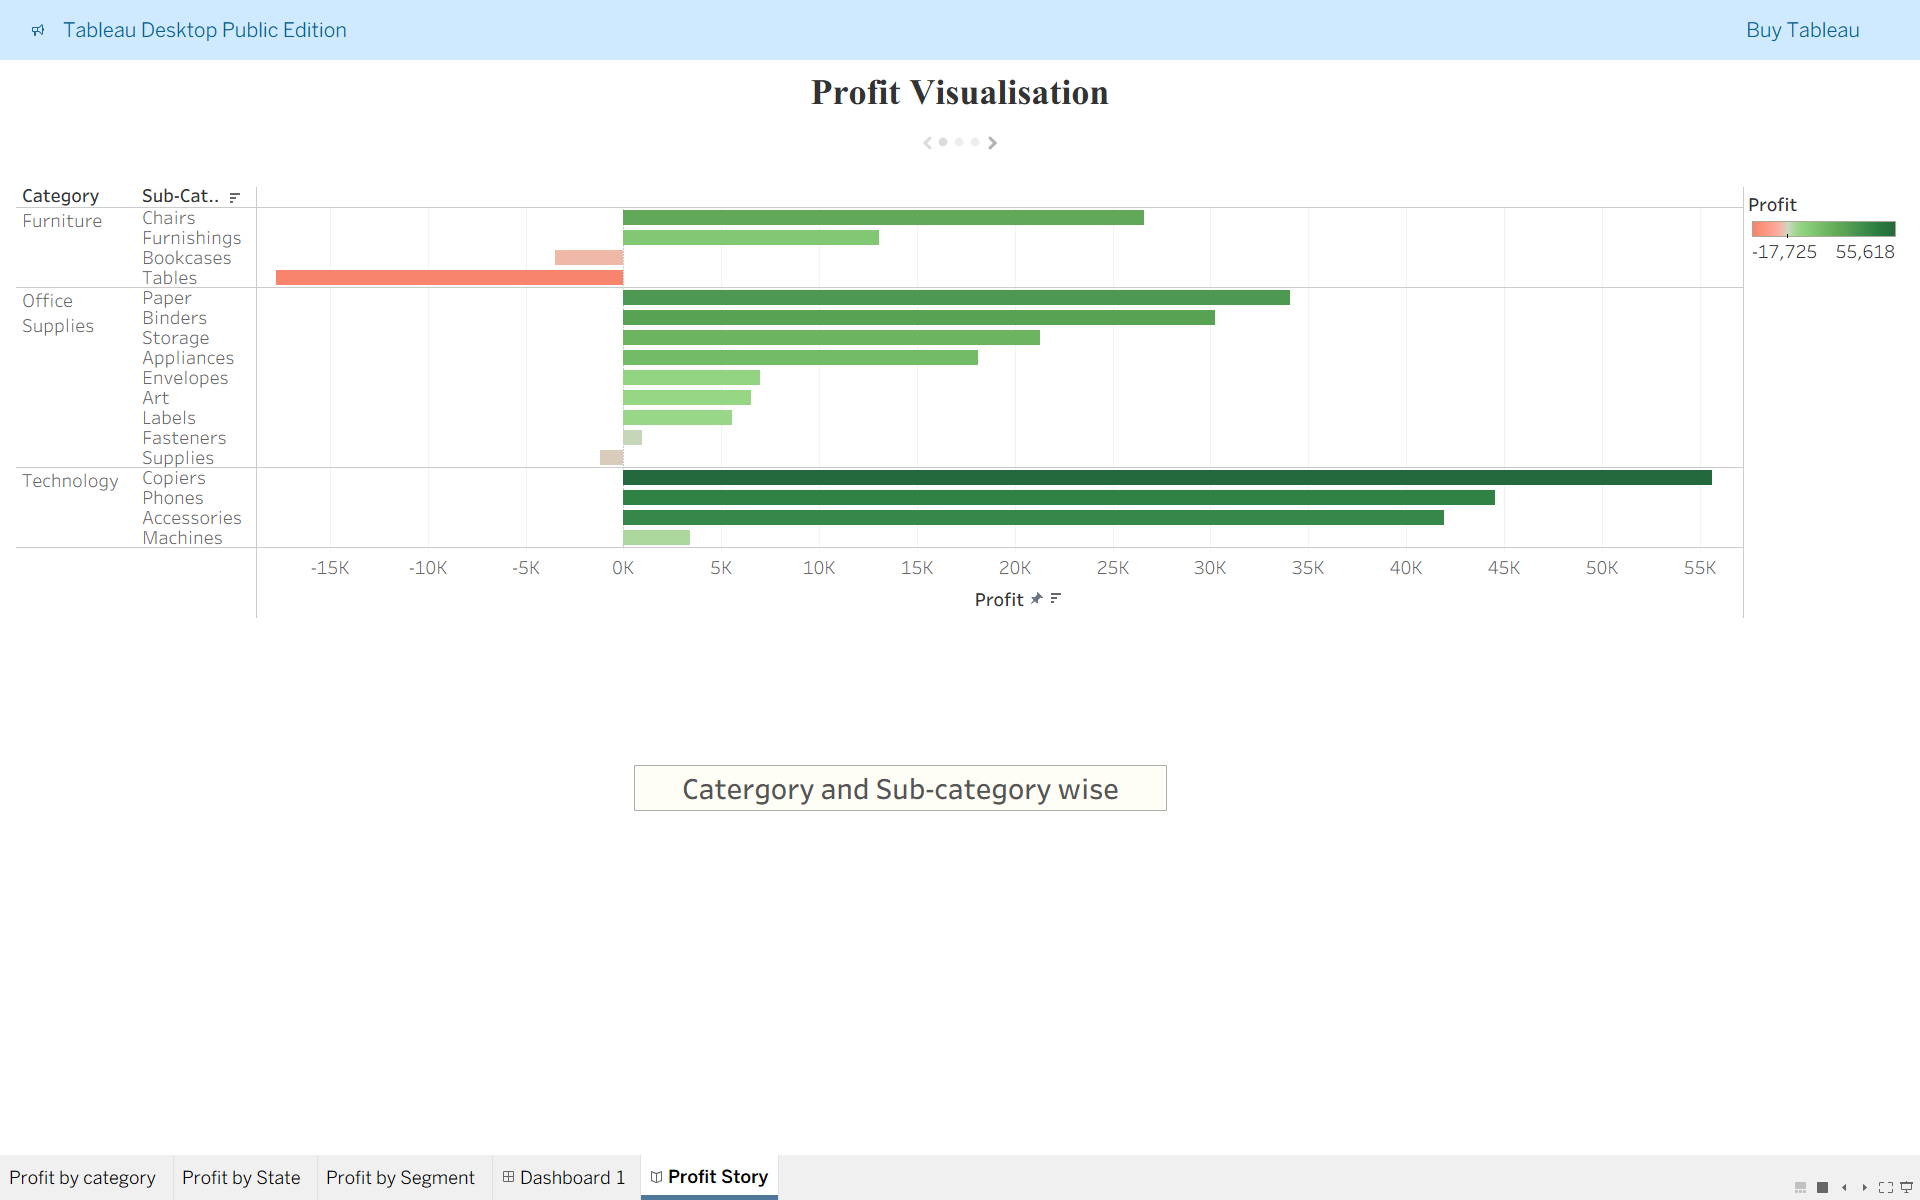 Tableau Desktop Public Edition
Buy Tableau
Profit Visualisation
Category
Sub-Cat..
Furniture
Chairs
Furnishings
Bookcases
Tables
Office
Supplies
Paper
Binders
Storage
Appliances
Envelopes
Art
Labels
Fasteners
Supplies
Technology
Copiers
Phones
Accessories
Machines
-15K -10K -5K 0K 5K 10K 15K 20K 25K 30K 35K 40K 45K 50K 55K
Profit
Profit
-17,725 55,618
Catergory and Sub-category wise
Profit by category
Profit by State
Profit by Segment
Dashboard 1
Profit Story